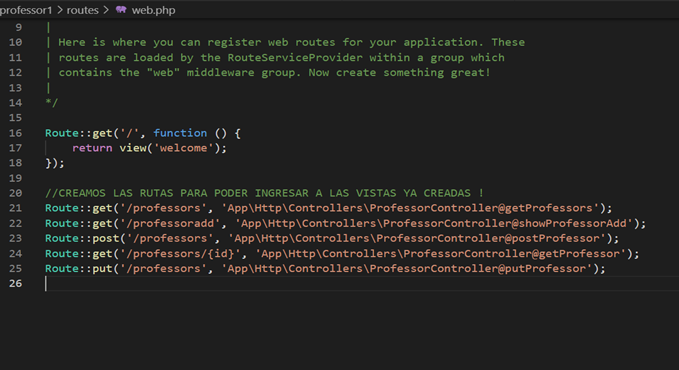 professor1 > routes > web.php
9 |
10 | Here is where you can register web routes for your application. These
11 | routes are loaded by the RouteServiceProvider within a group which
12 | contains the "web" middleware group. Now create something great!
13 |
14 */
15
16 Route::get('/', function () {
17 return view('welcome');
18 });
19
20 //CREAMOS LAS RUTAS PARA PODER INGRESAR A LAS VISTAS YA CREADAS !
21 Route::get('/professors', 'App\Http\Controllers\ProfessorController@getProfessors');
22 Route::get('/professoradd', 'App\Http\Controllers\ProfessorController@showProfessorAdd');
23 Route::post('/professors', 'App\Http\Controllers\ProfessorController@postProfessor');
24 Route::get('/professors/{id}', 'App\Http\Controllers\ProfessorController@getProfessor');
25 Route::put('/professors', 'App\Http\Controllers\ProfessorController@putProfessor');
26